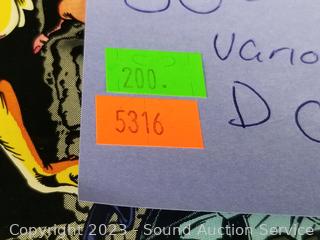 Vario
200.
D
5316
Copyright 2023 - Sound Auction Service